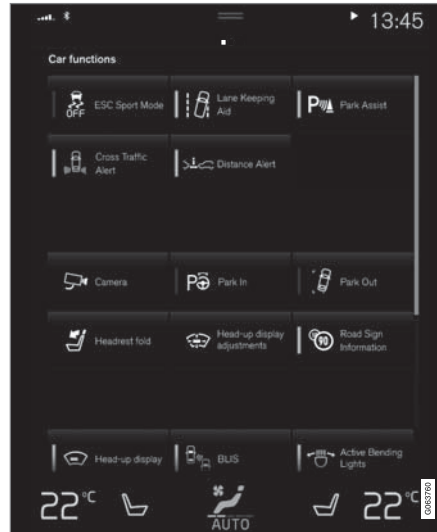 13:45
Car functions
OFF
ESC Sport Mode
Lane Keeping
Aid
P
Park Assist
Cross Traffic
Alert
Distance Alert
Camera
P
Park In
Park Out
Headrest fold
Head-up display
adjustments
90
Road Sign
Information
Head-up display
BLIS
Active Bending
Lights
22°C
AUTO
22°C
G063760